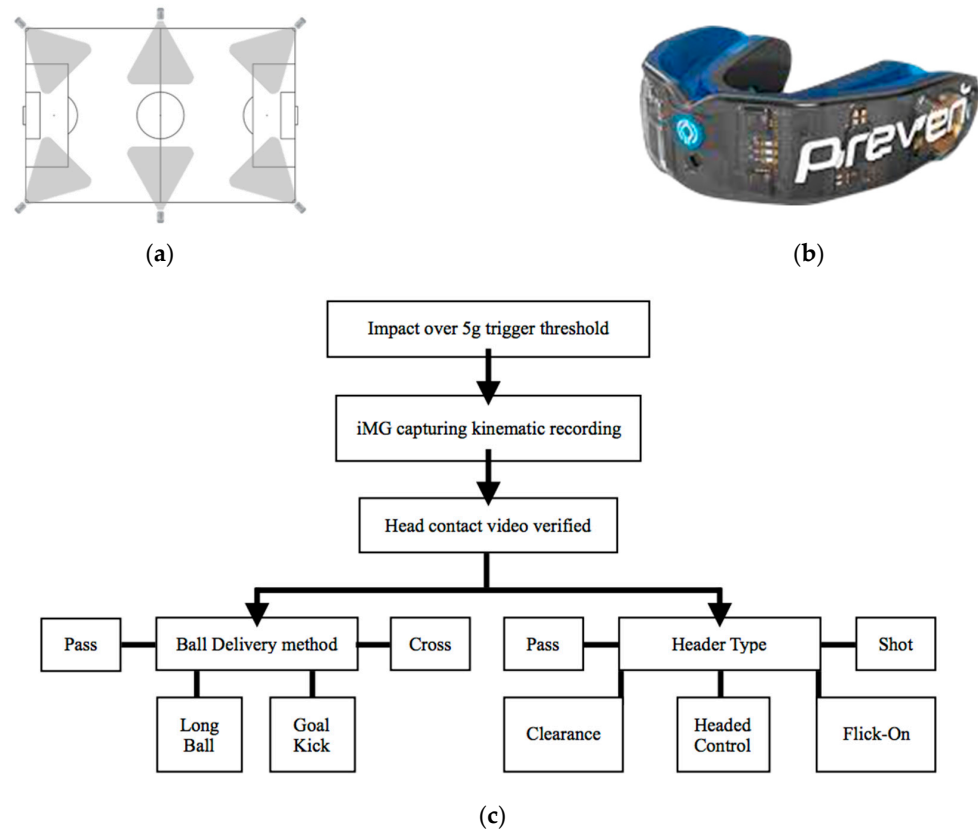 (a)
preven
(b)
Impact over 5g trigger threshold
iMG capturing kinematic recording
Head contact video verified
Pass
Ball Delivery method
Cross
Pass
Header Type
Shot
Long
Ball
Goal
Kick
Clearance
Headed
Control
Flick-On
(c)